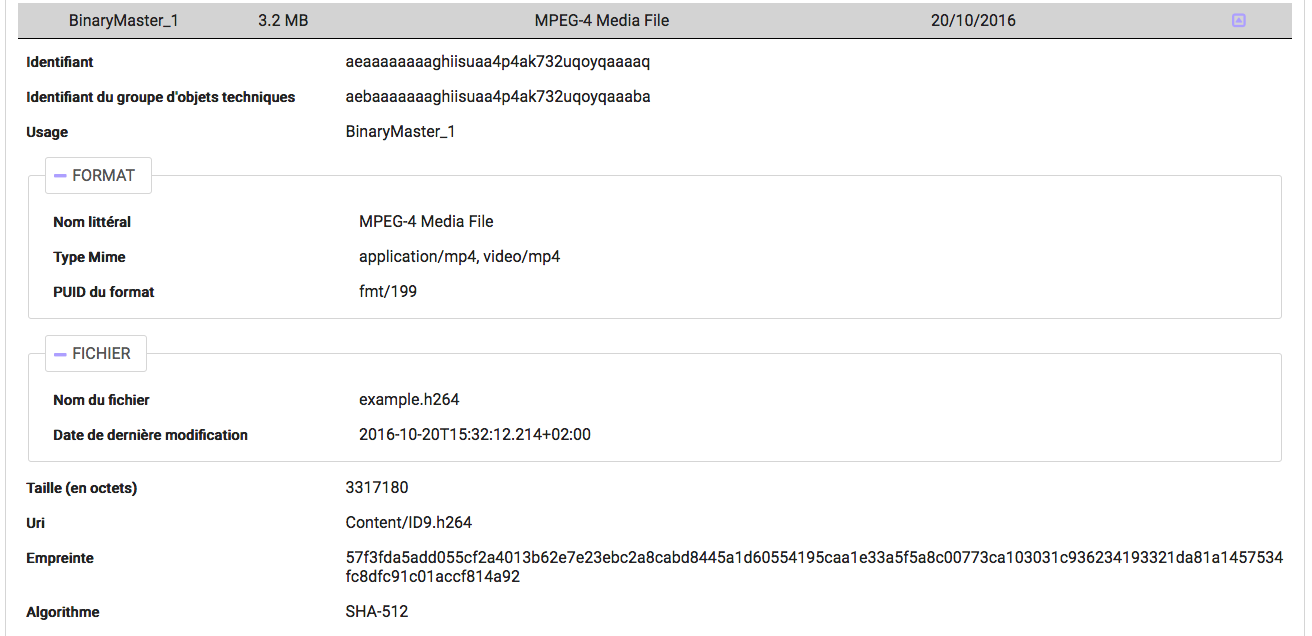 BinaryMaster_1 3.2 MB MPEG-4 Media File 20/10/2016
Identifiant aeaaaaaaaaghiisuaa4p4ak732uqoyqaaaaq
Identifiant du groupe d'objets techniques aebaaaaaaaghiisuaa4p4ak732uqoyqaaaba
Usage BinaryMaster_1
FORMAT
Nom littéral MPEG-4 Media File
Type Mime application/mp4, video/mp4
PUID du format fmt/199
FICHIER
Nom du fichier example.h264
Date de dernière modification 2016-10-20T15:32:12.214+02:00
Taille (en octets) 3317180
Uri Content/ID9.h264
Empreinte 57f3fda5add055cf2a4013b62e7e23ebc2a8cabd8445a1d60554195caa1e33a5f5a8c00773ca103031c936234193321da81a1457534
fc8dfc91c01accf814a92
Algorithme SHA-512